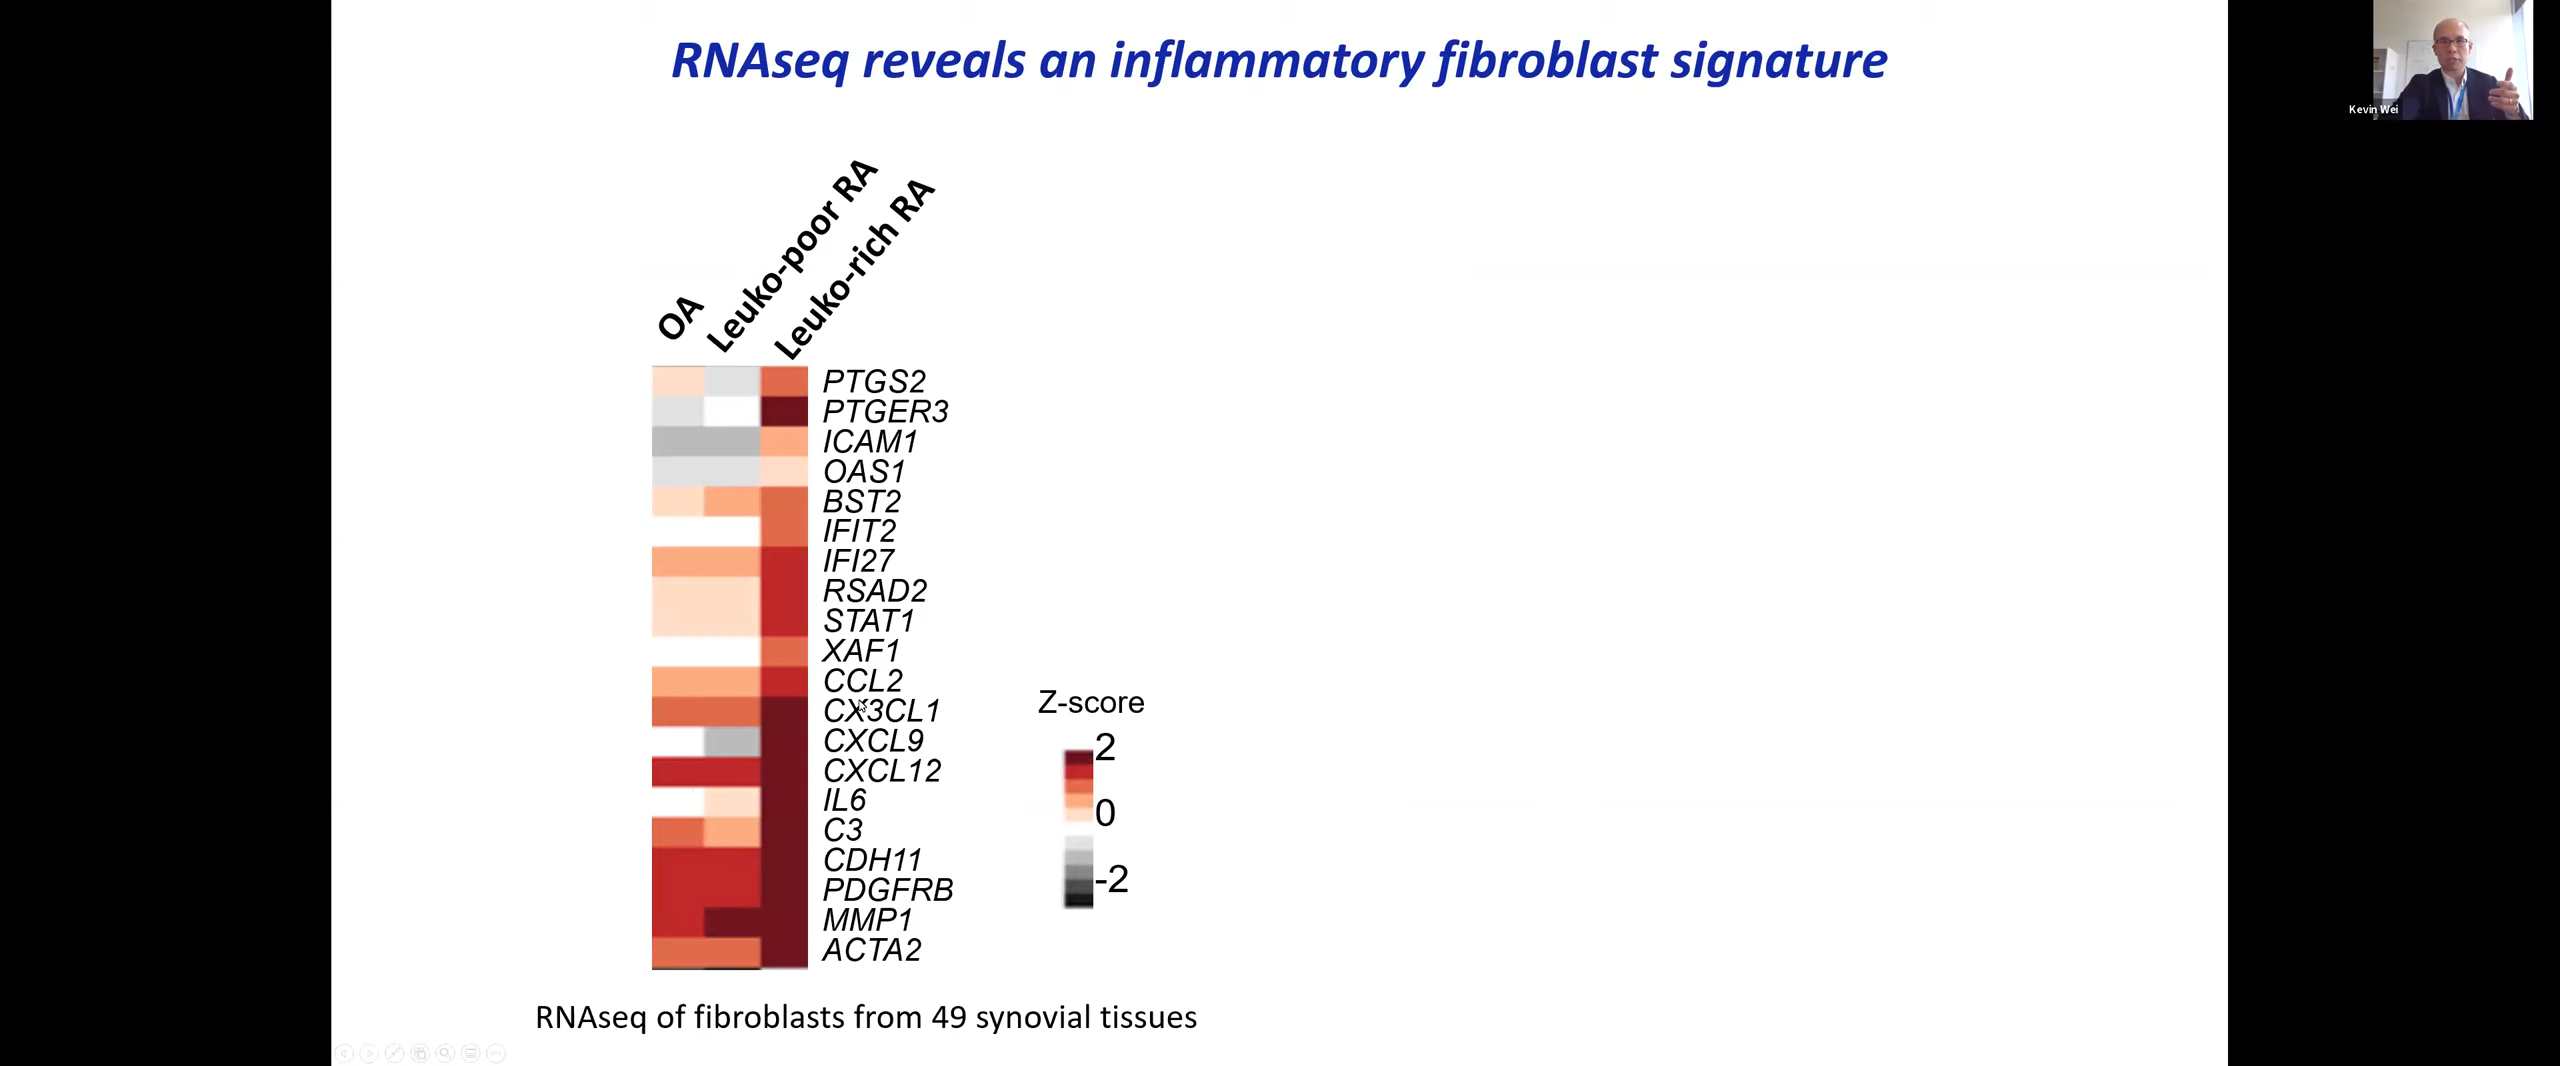 RNAseq reveals an inflammatory fibroblast signature
Kevin Wei
OA
Leuko-poor RA
Leuko-rich RA
PTGS2
PTGER3
ICAM1
OAS1
BST2
IFIT2
IFI27
RSAD2
STAT1
XAF1
CCL2
CX3CL1
CXCL9
CXCL12
IL6
C3
CDH11
PDGFRB
MMP1
ACTA2
Z-score
2
0
-2
RNAseq of fibroblasts from 49 synovial tissues